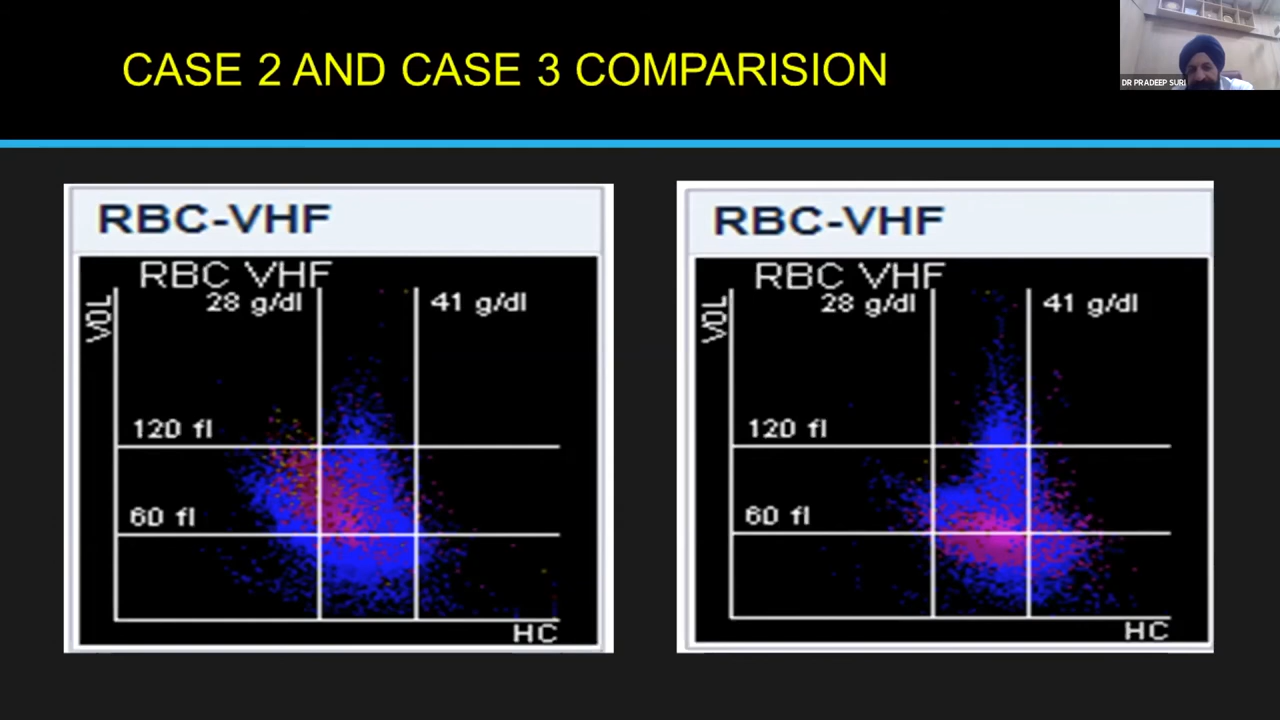 CASE 2 AND CASE 3 COMPARISION
DR PRADEEP SURI
RBC-VHF
RBC VHF
28 g/dl
41 g/dl
VOL
120 fl
60 fl
HC
RBC-VHF
RBC VHF
28 g/dl
41 g/dl
VOL
120 fl
60 fl
HC